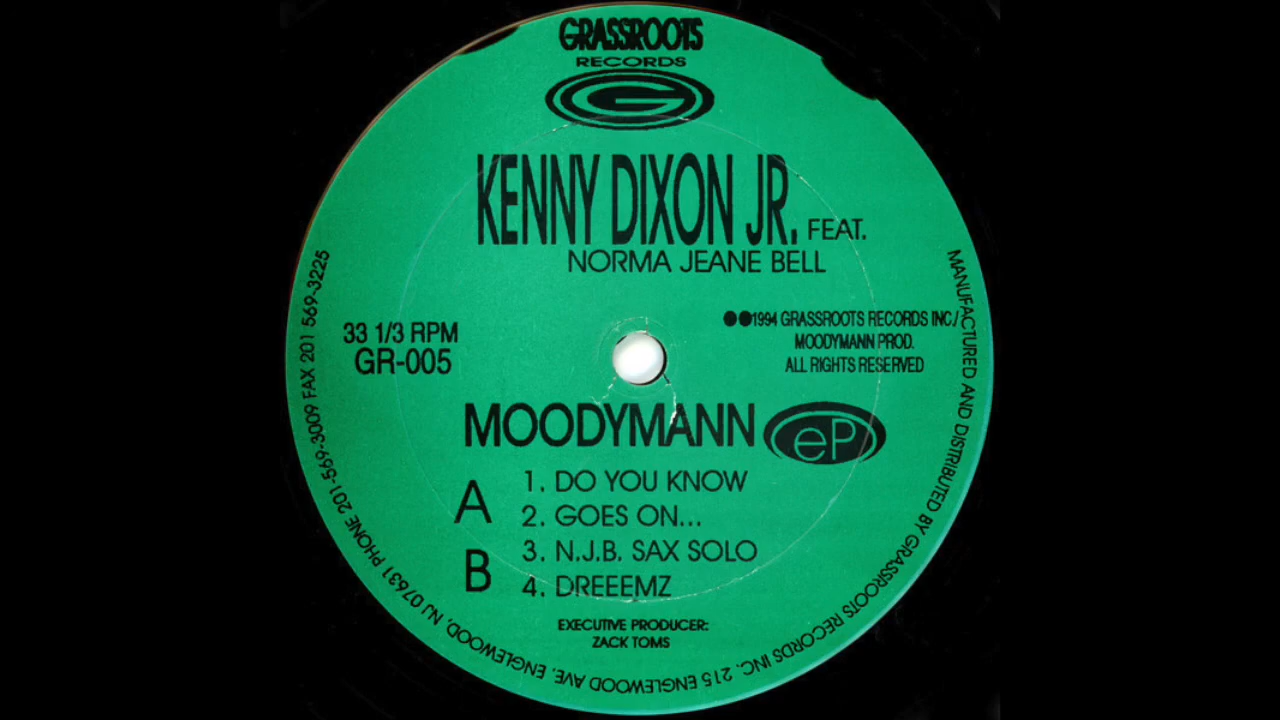 GRASSROOTS
RECORDS
G
KENNY DIXON JR. FEAT.
NORMA JEANE BELL
33 1/3 RPM
GR-005
1994 GRASSROOTS RECORDS INC/
MOODYMANN PROD.
ALL RIGHTS RESERVED
MOODYMANN eP
A
1. DO YOU KNOW
2. GOES ON...
B
3. N.J.B. SAX SOLO
4. DREEEMZ
EXECUTIVE PRODUCER:
ZACK TOMS
MANUFACTURED AND DISTRIBUTED BY GRASSROOTS RECORDS INC. 215 ENGLEWOOD AVE. ENGLEWOOD, NJ 07631 PHONE 201-569-3009 FAX 201 569-3225